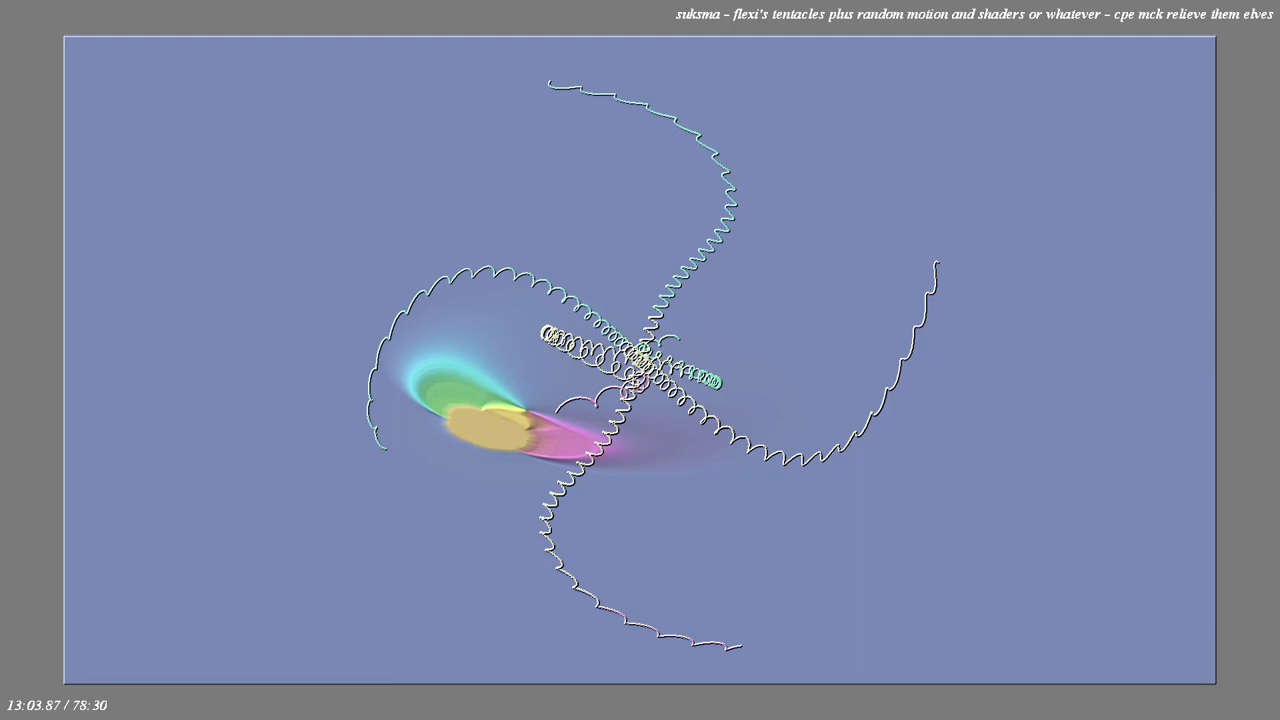 suksma - flexi's tentacles plus random motion and shaders or whatever - cpe mck relieve them elves
13:03.87 / 78:30